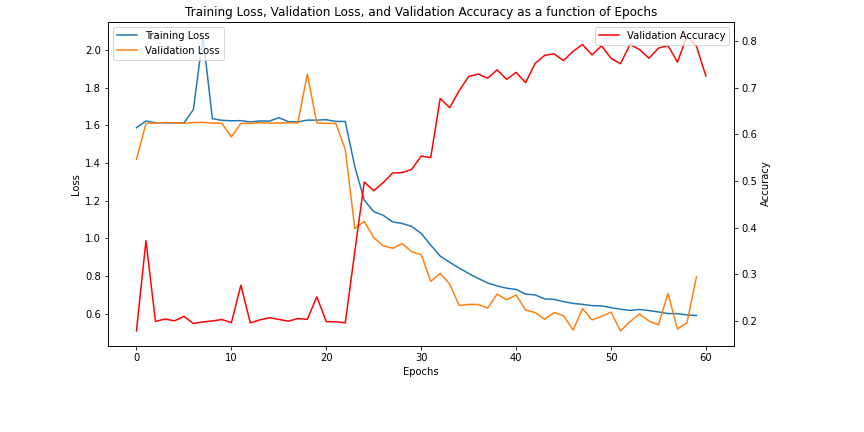 Training Loss, Validation Loss, and Validation Accuracy as a function of Epochs
Training Loss
Validation Loss
Validation Accuracy
2.0
1.8
1.6
1.4
1.2
1.0
0.8
0.6
Loss
0.8
0.7
0.6
0.5
0.4
0.3
0.2
Accuracy
0 10 20 30 40 50 60
Epochs